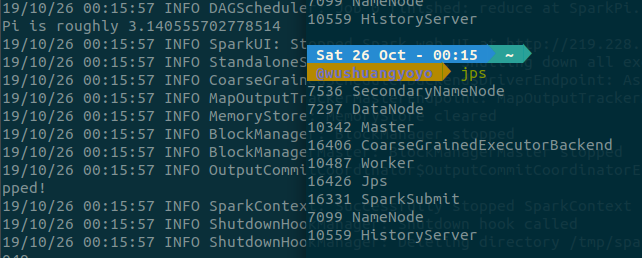 19/10/26 00:15:57 INFO DAGSchedule
Pi is roughly 3.140555702778514
19/10/26 00:15:57 INFO SparkUI: St
19/10/26 00:15:57 INFO StandaloneS
19/10/26 00:15:57 INFO CoarseGrain
19/10/26 00:15:57 INFO MapOutputTr
19/10/26 00:15:57 INFO MemoryStore
19/10/26 00:15:57 INFO BlockManage
19/10/26 00:15:57 INFO BlockManage
19/10/26 00:15:57 INFO OutputCommi
pped!
19/10/26 00:15:57 INFO SparkContex
19/10/26 00:15:57 INFO ShutdownHoo
19/10/26 00:15:57 INFO ShutdownHoo
7099 NameNode
10559 HistoryServer
Sat 26 Oct - 00:15 ~
@wushuangyoyo jps
7536 SecondaryNameNode
7297 DataNode
10342 Master
16406 CoarseGrainedExecutorBackend
10487 Worker
16426 Jps
16331 SparkSubmit
7099 NameNode
10559 HistoryServer